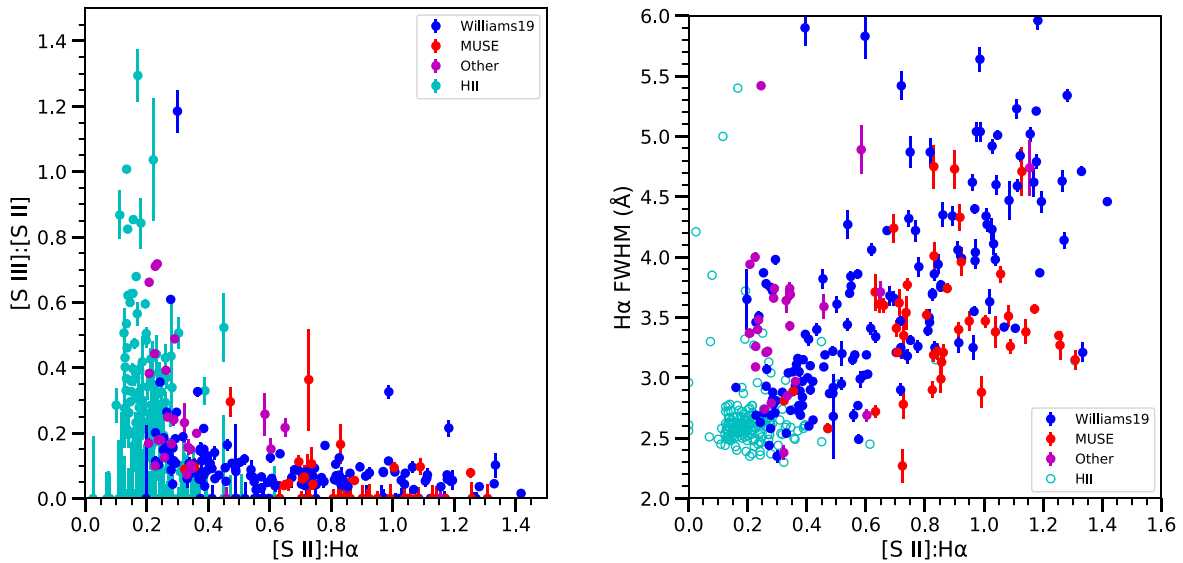 1.4
1.2
1.0
0.8
0.6
0.4
0.2
0.0
[S III]:[S II]
0.0 0.2 0.4 0.6 0.8 1.0 1.2 1.4
[S II]:Hα
Williams19
MUSE
Other
HII
6.0
5.5
5.0
4.5
4.0
3.5
3.0
2.5
2.0
Hα FWHM (Å)
0.0 0.2 0.4 0.6 0.8 1.0 1.2 1.4 1.6
[S II]:Hα
Williams19
MUSE
Other
HII